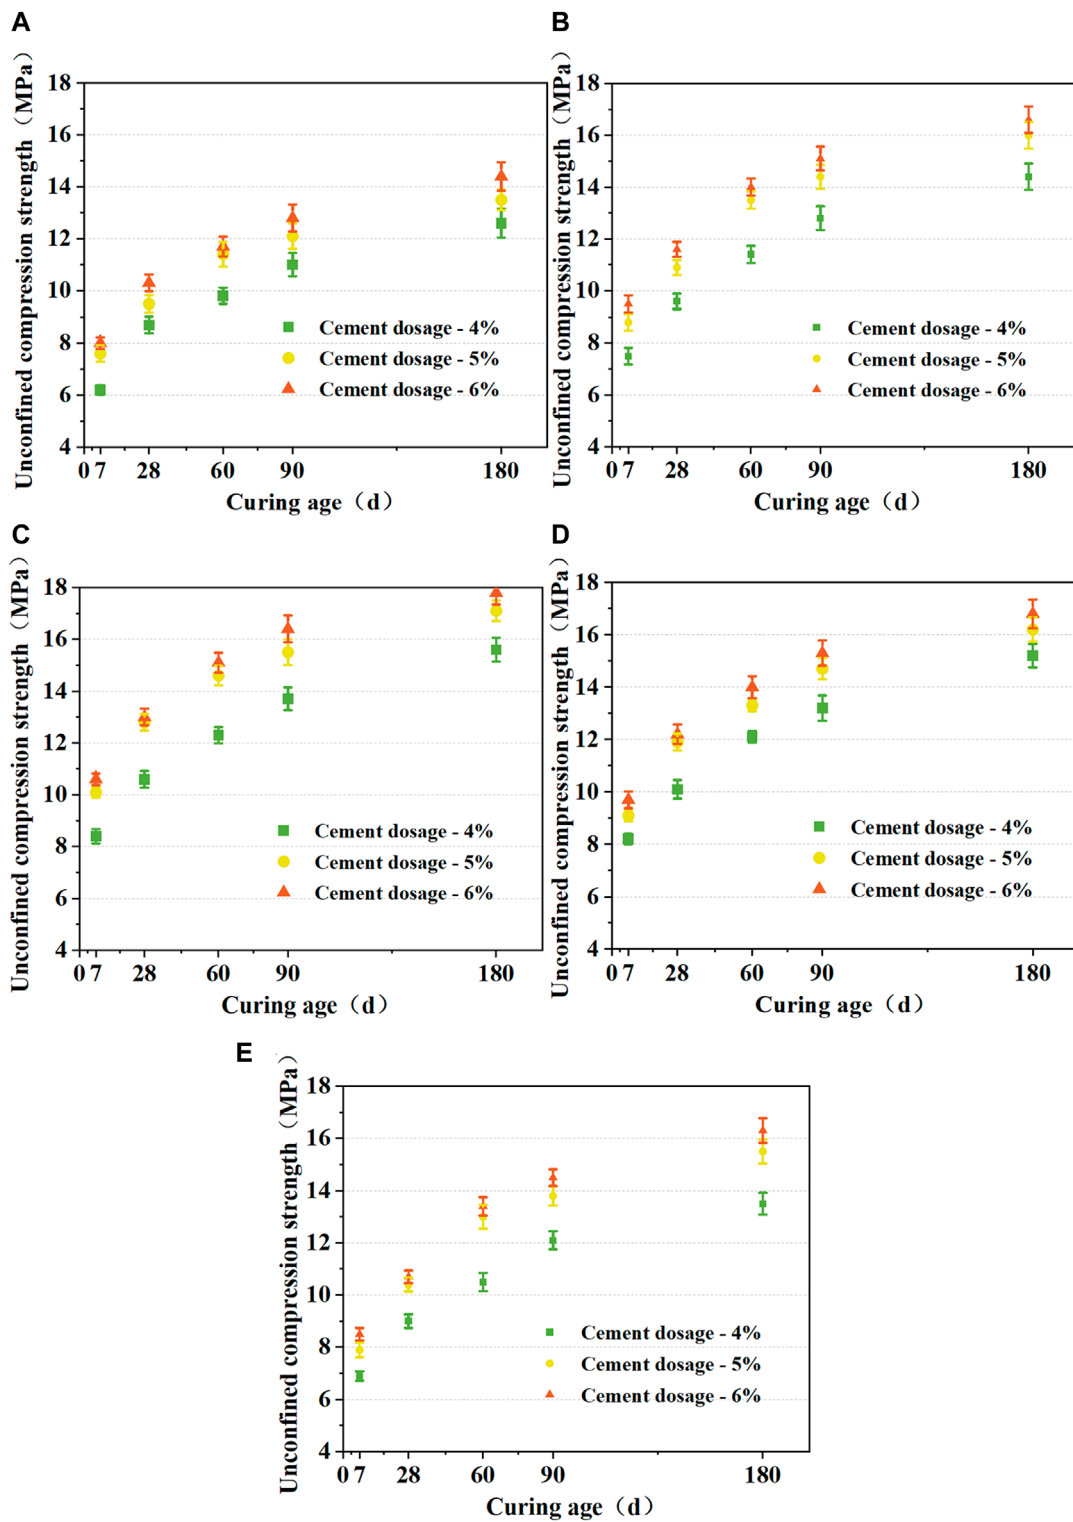 A
Unconfined compression strength（MPa）
18
16
14
12
10
8
6
4
Cement dosage - 4%
Cement dosage - 5%
Cement dosage - 6%
0 7 28 60 90 180
Curing age（d）
B
Unconfined compression strength（MPa）
18
16
14
12
10
8
6
4
Cement dosage - 4%
Cement dosage - 5%
Cement dosage - 6%
0 7 28 60 90 180
Curing age（d）
C
Unconfined compression strength（MPa）
18
16
14
12
10
8
6
4
Cement dosage - 4%
Cement dosage - 5%
Cement dosage - 6%
0 7 28 60 90 180
Curing age（d）
D
Unconfined compression strength（MPa）
18
16
14
12
10
8
6
4
Cement dosage - 4%
Cement dosage - 5%
Cement dosage - 6%
0 7 28 60 90 180
Curing age（d）
E
Unconfined compression strength（MPa）
18
16
14
12
10
8
6
4
Cement dosage - 4%
Cement dosage - 5%
Cement dosage - 6%
0 7 28 60 90 180
Curing age（d）